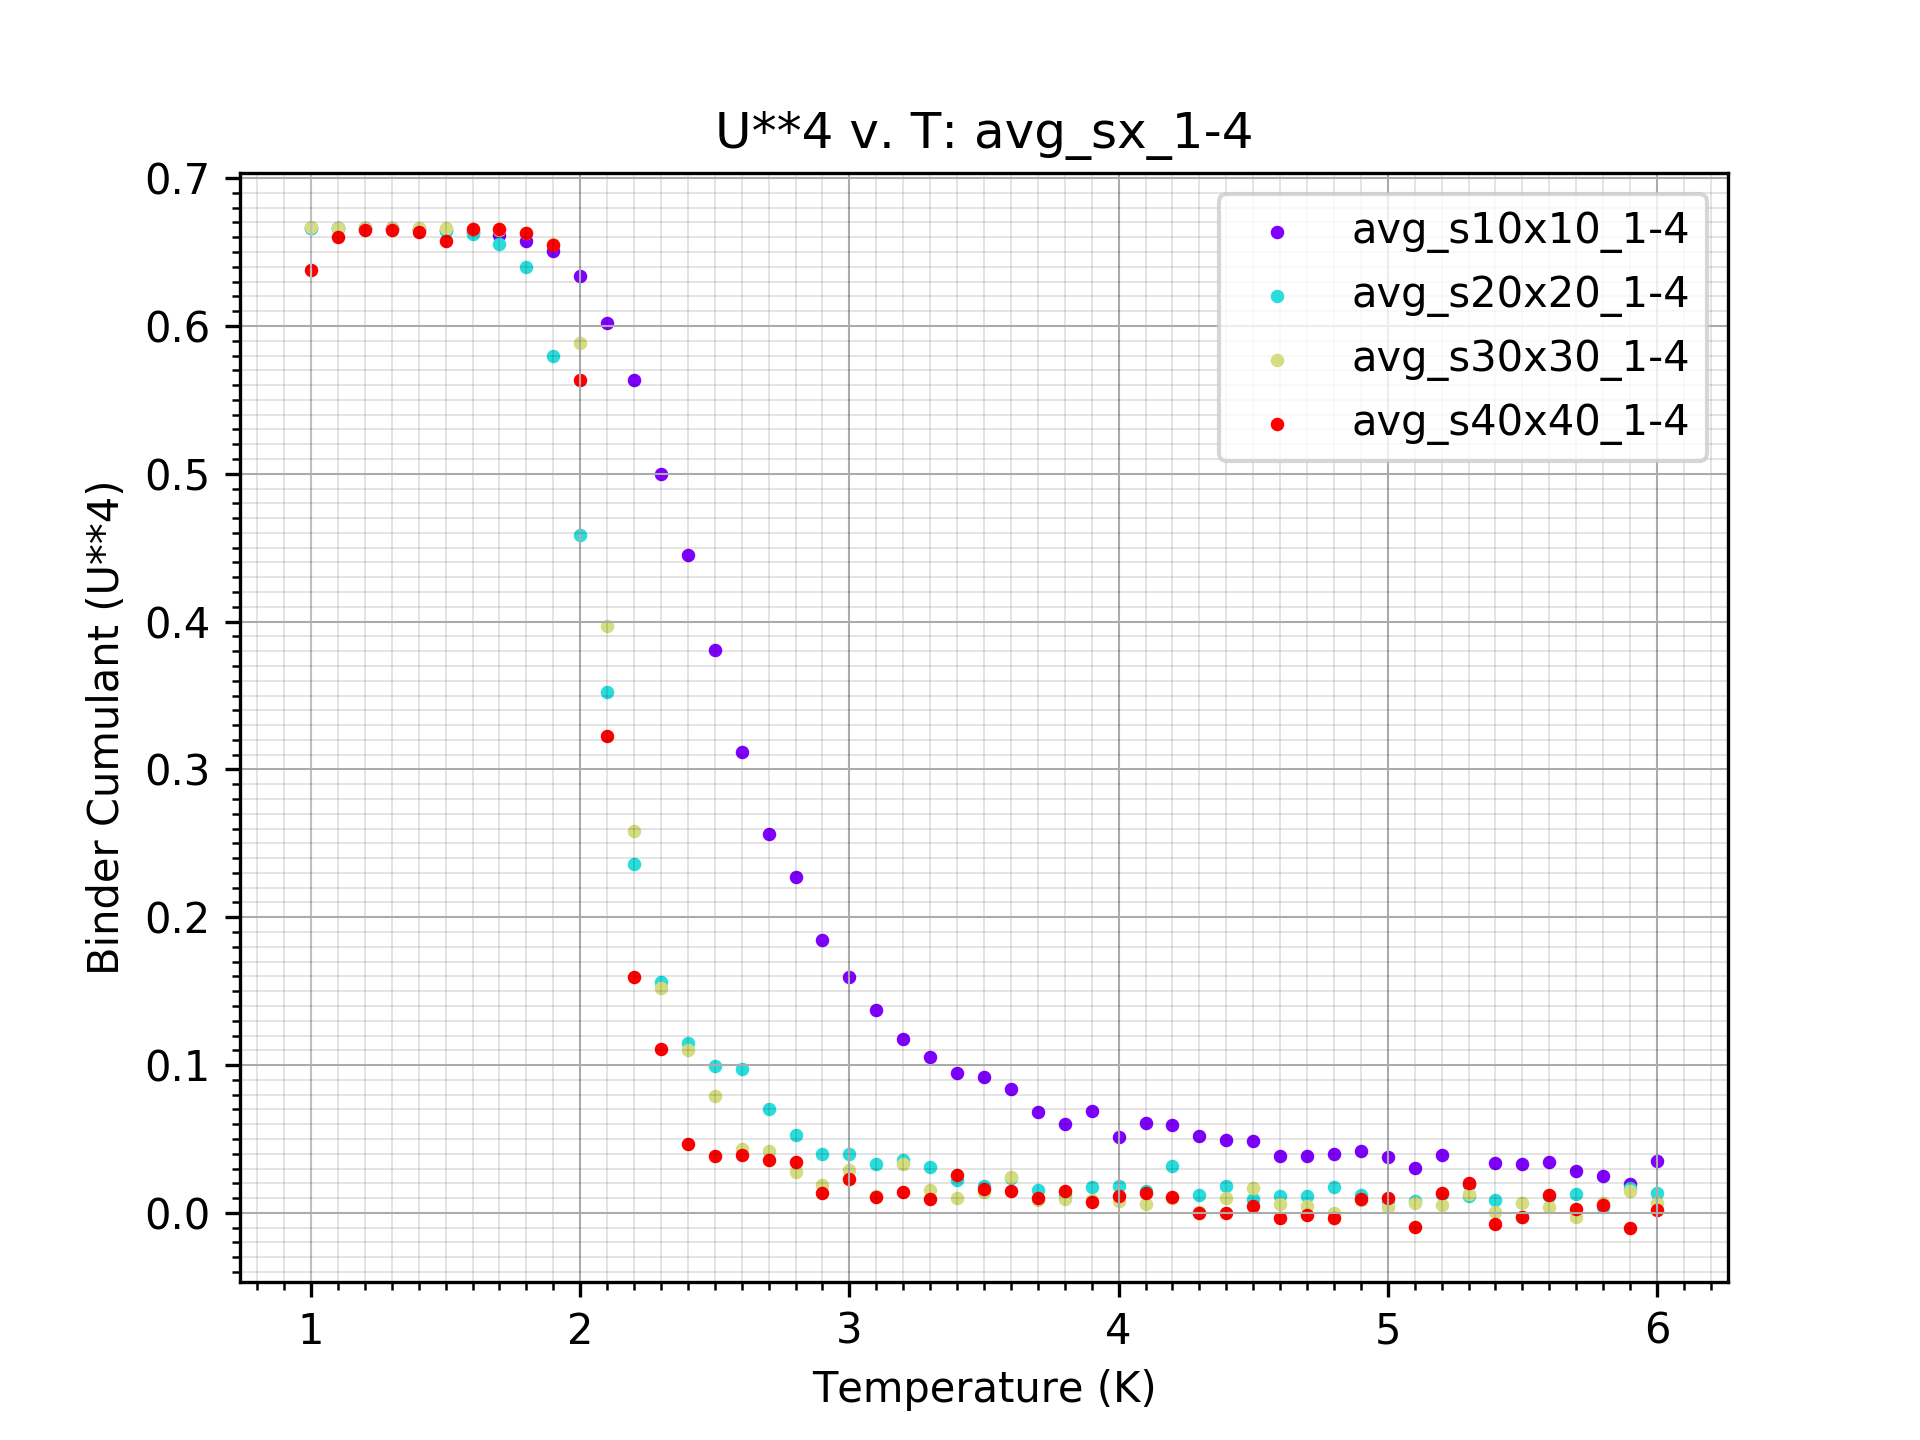 U**4 v. T: avg_sx_1-4
0.7
0.6
0.5
0.4
0.3
0.2
0.1
0.0
Binder Cumulant (U**4)
avg_s10x10_1-4
avg_s20x20_1-4
avg_s30x30_1-4
avg_s40x40_1-4
1 2 3 4 5 6
Temperature (K)